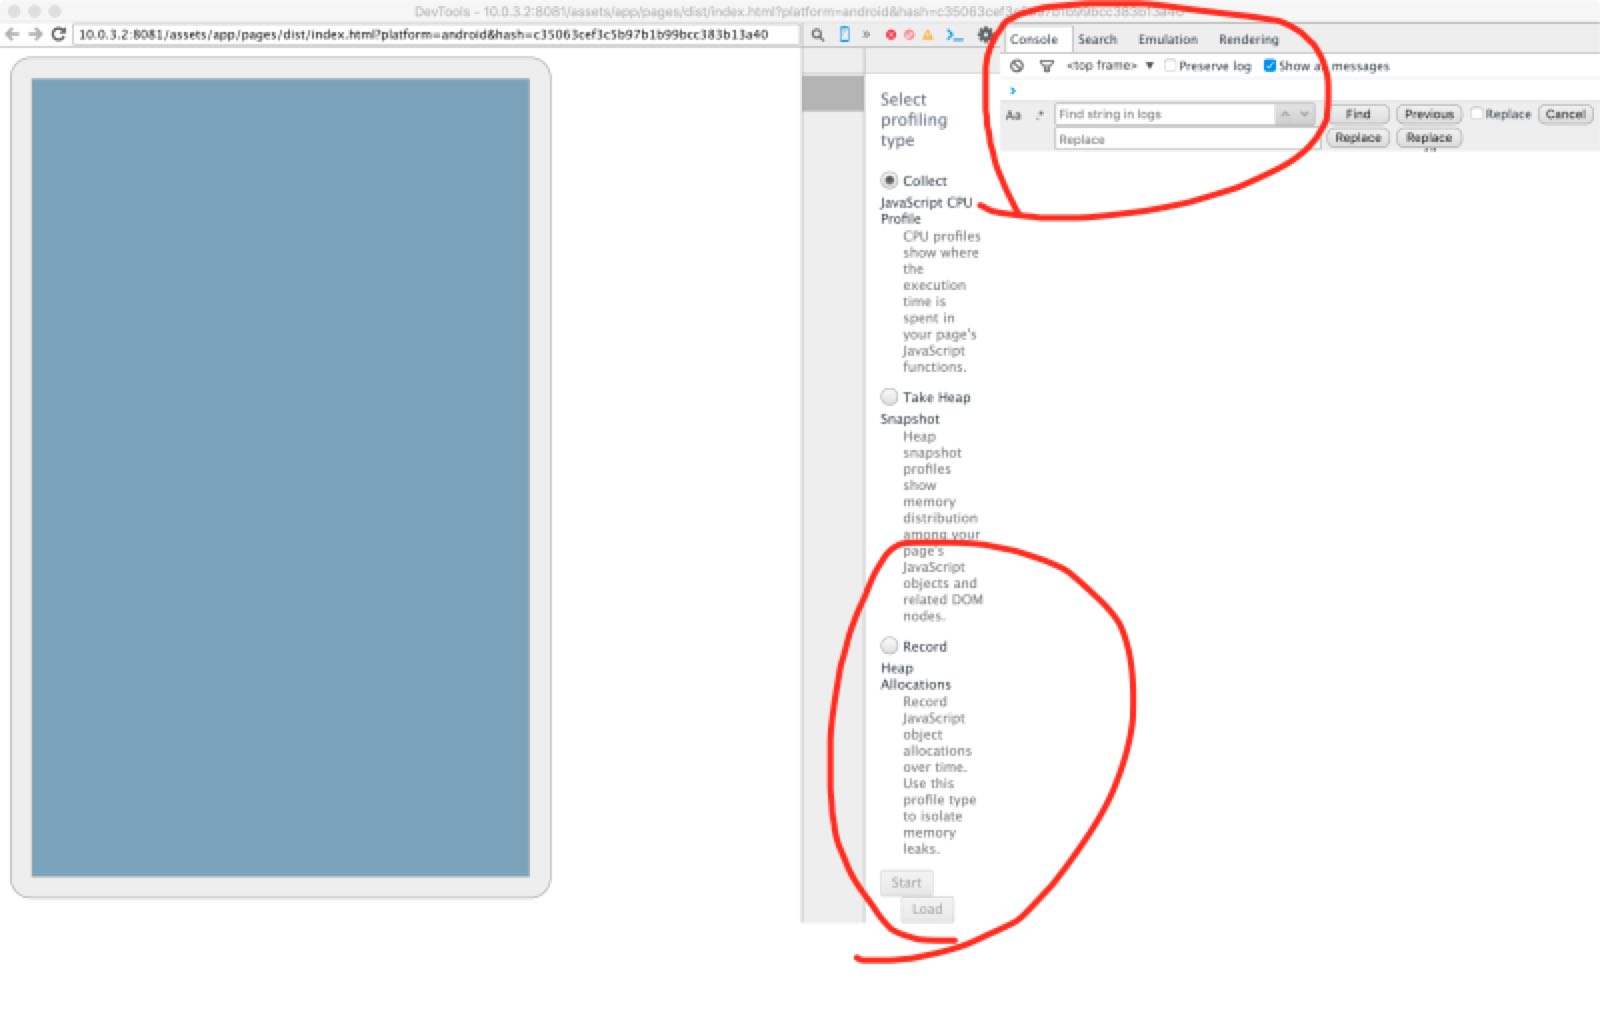 DevTools - 10.0.3.2:8081/assets/app/pages/dist/index.html?platform=android&hash=c35063cef3c5b97b1b99bcc383b13a40
10.0.3.2:8081/assets/app/pages/dist/index.html?platform=android&hash=c35063cef3c5b97b1b99bcc383b13a40
Console Search Emulation Rendering
<top frame> ▼ Preserve log Show all messages
Aa .* Find string in logs Find Previous Replace Cancel
Replace Replace Replace
Select
profiling
type
Collect
JavaScript CPU
Profile
CPU profiles
show where
the
execution
time is
spent in
your page's
JavaScript
functions.
Take Heap
Snapshot
Heap
snapshot
profiles
show
memory
distribution
among your
page's
JavaScript
objects and
related DOM
nodes.
Record
Heap
Allocations
Record
JavaScript
object
allocations
over time.
Use this
profile type
to isolate
memory
leaks.
Start
Load